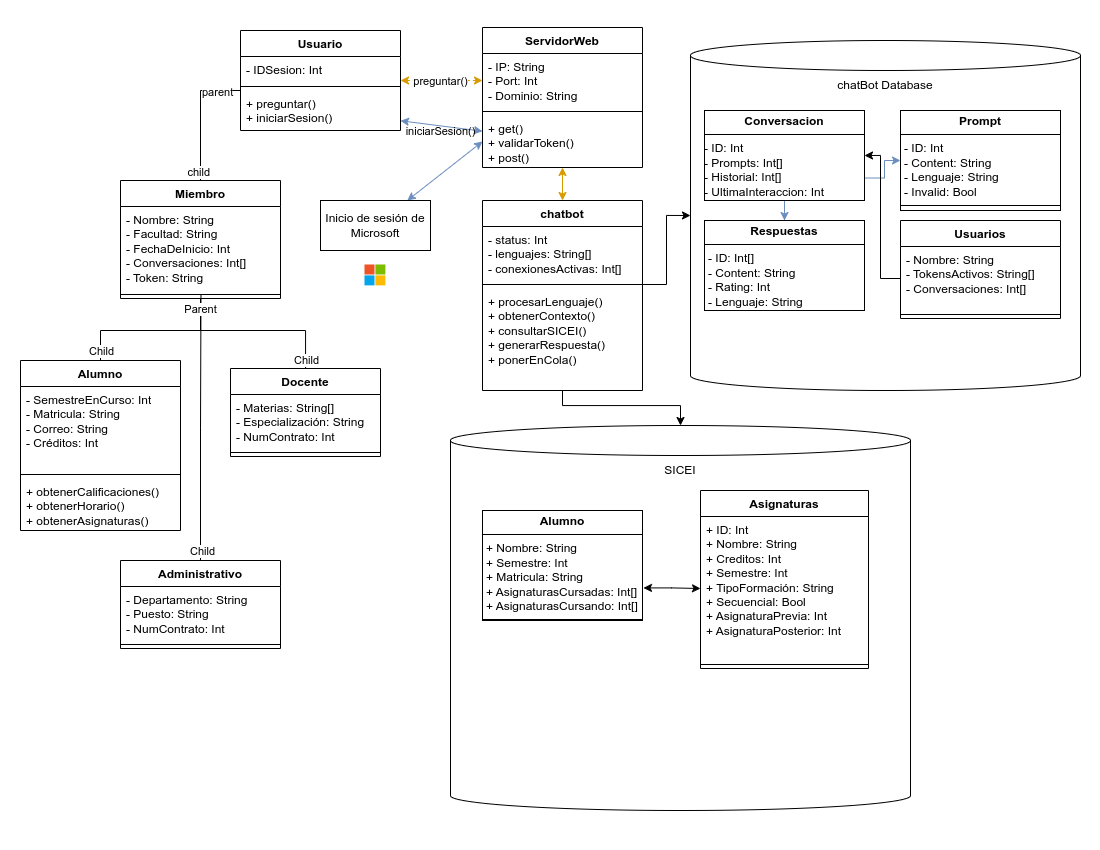 Usuario
- IDSesion: Int
+ preguntar()
+ iniciarSesion()
parent
child
preguntar()
iniciarSesion()
ServidorWeb
- IP: String
- Port: Int
- Dominio: String
+ get()
+ validarToken()
+ post()
Miembro
- Nombre: String
- Facultad: String
- FechaDeInicio: Int
- Conversaciones: Int[]
- Token: String
Parent
Inicio de sesión de
Microsoft
chatbot
- status: Int
- lenguajes: String[]
- conexionesActivas: Int[]
+ procesarLenguaje()
+ obtenerContexto()
+ consultarSICEI()
+ generarRespuesta()
+ ponerEnCola()
chatBot Database
Conversacion
- ID: Int
- Prompts: Int[]
- Historial: Int[]
- UltimaInteraccion: Int
Prompt
- ID: Int
- Content: String
- Lenguaje: String
- Invalid: Bool
Respuestas
- ID: Int[]
- Content: String
- Rating: Int
- Lenguaje: String
Usuarios
- Nombre: String
- TokensActivos: String[]
- Conversaciones: Int[]
Child
Alumno
- SemestreEnCurso: Int
- Matricula: String
- Correo: String
- Créditos: Int
+ obtenerCalificaciones()
+ obtenerHorario()
+ obtenerAsignaturas()
Child
Docente
- Materias: String[]
- Especialización: String
- NumContrato: Int
Child
Administrativo
- Departamento: String
- Puesto: String
- NumContrato: Int
SICEI
Alumno
+ Nombre: String
+ Semestre: Int
+ Matricula: String
+ AsignaturasCursadas: Int[]
+ AsignaturasCursando: Int[]
Asignaturas
+ ID: Int
+ Nombre: String
+ Creditos: Int
+ Semestre: Int
+ TipoFormación: String
+ Secuencial: Bool
+ AsignaturaPrevia: Int
+ AsignaturaPosterior: Int